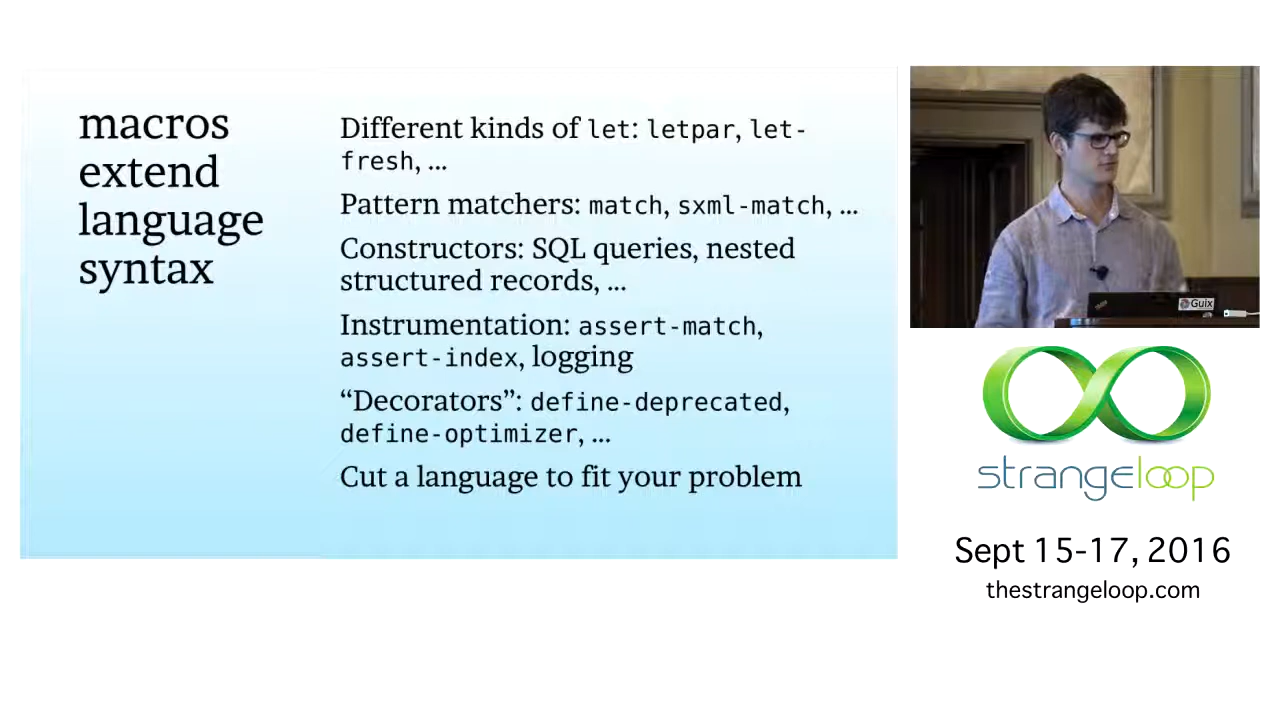 macros
extend
language
syntax
Different kinds of let: letpar, let-
fresh, ...
Pattern matchers: match, sxml-match, ...
Constructors: SQL queries, nested
structured records, ...
Instrumentation: assert-match,
assert-index, logging
“Decorators”: define-deprecated,
define-optimizer, ...
Cut a language to fit your problem
Guix
strangeloop
Sept 15-17, 2016
thestrangeloop.com